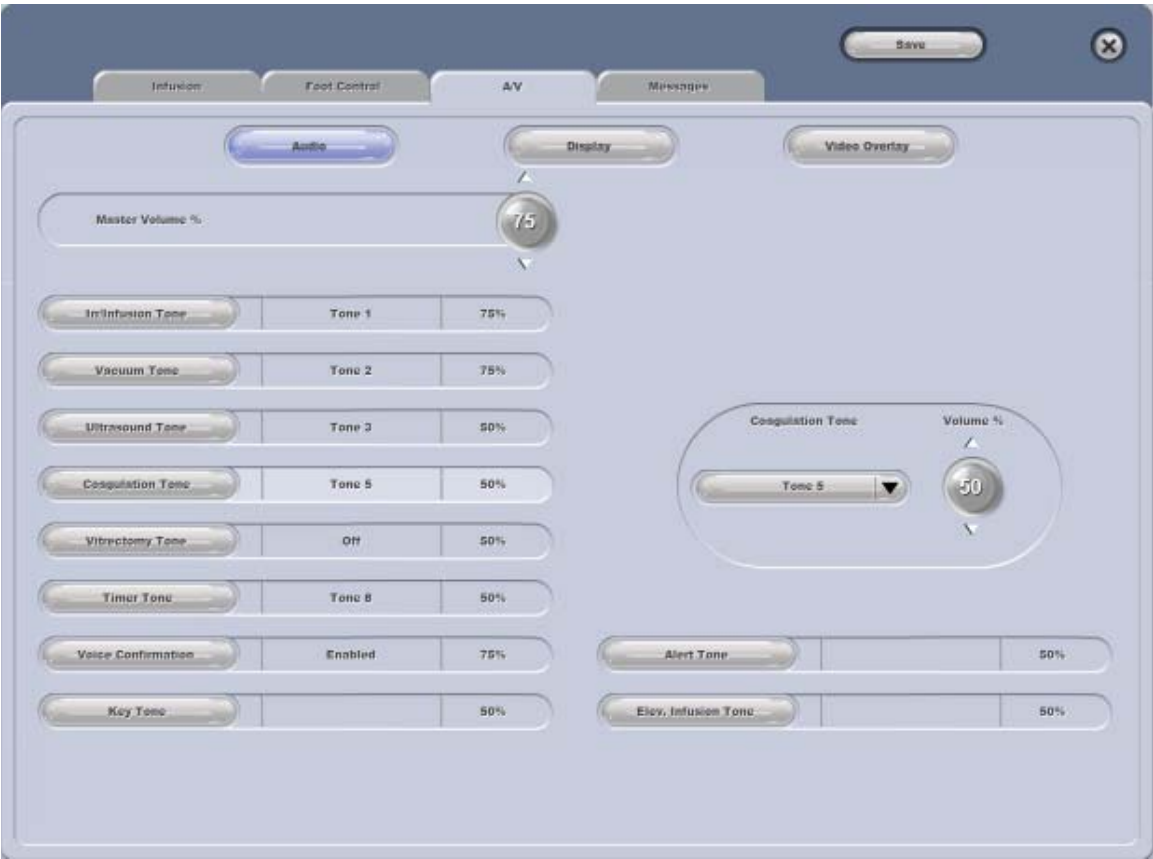 Save
Infusion Foot Control A/V Messages
Audio Display Video Overlay
Master Volume % 75
Irr/Infusion Tone Tone 1 75%
Vacuum Tone Tone 2 75%
Ultrasound Tone Tone 3 50%
Coagulation Tone Volume %
Coagulation Tone Tone 5 50%
Tone 5 50
Vitrectomy Tone Off 50%
Timer Tone Tone 8 50%
Voice Confirmation Enabled 75%
Alert Tone 50%
Key Tone 50%
Elev. Infusion Tone 50%